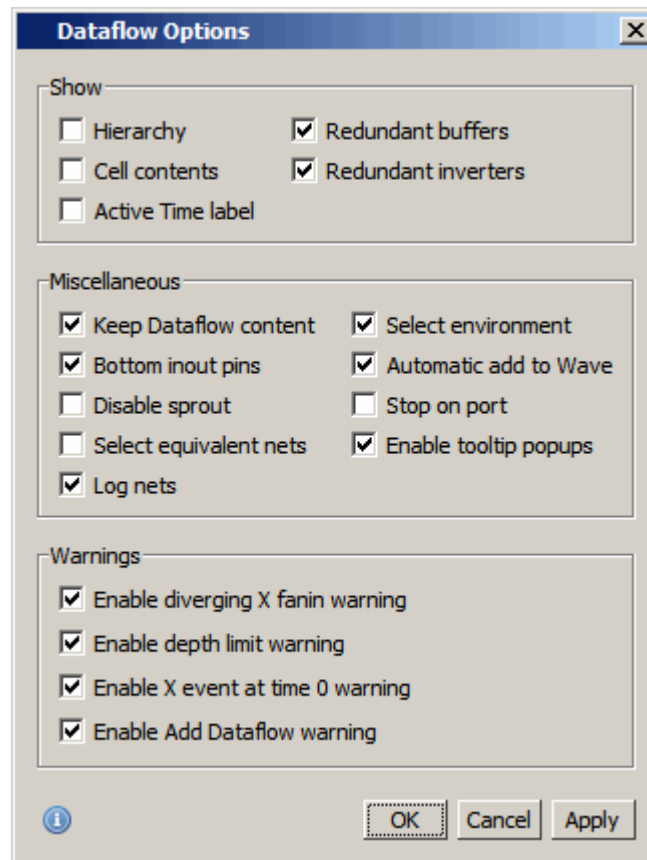 Dataflow Options
Show
Hierarchy
Redundant buffers
Cell contents
Redundant inverters
Active Time label
Miscellaneous
Keep Dataflow content
Select environment
Bottom inout pins
Automatic add to Wave
Disable sprout
Stop on port
Select equivalent nets
Enable tooltip popups
Log nets
Warnings
Enable diverging X fanin warning
Enable depth limit warning
Enable X event at time 0 warning
Enable Add Dataflow warning
OK
Cancel
Apply